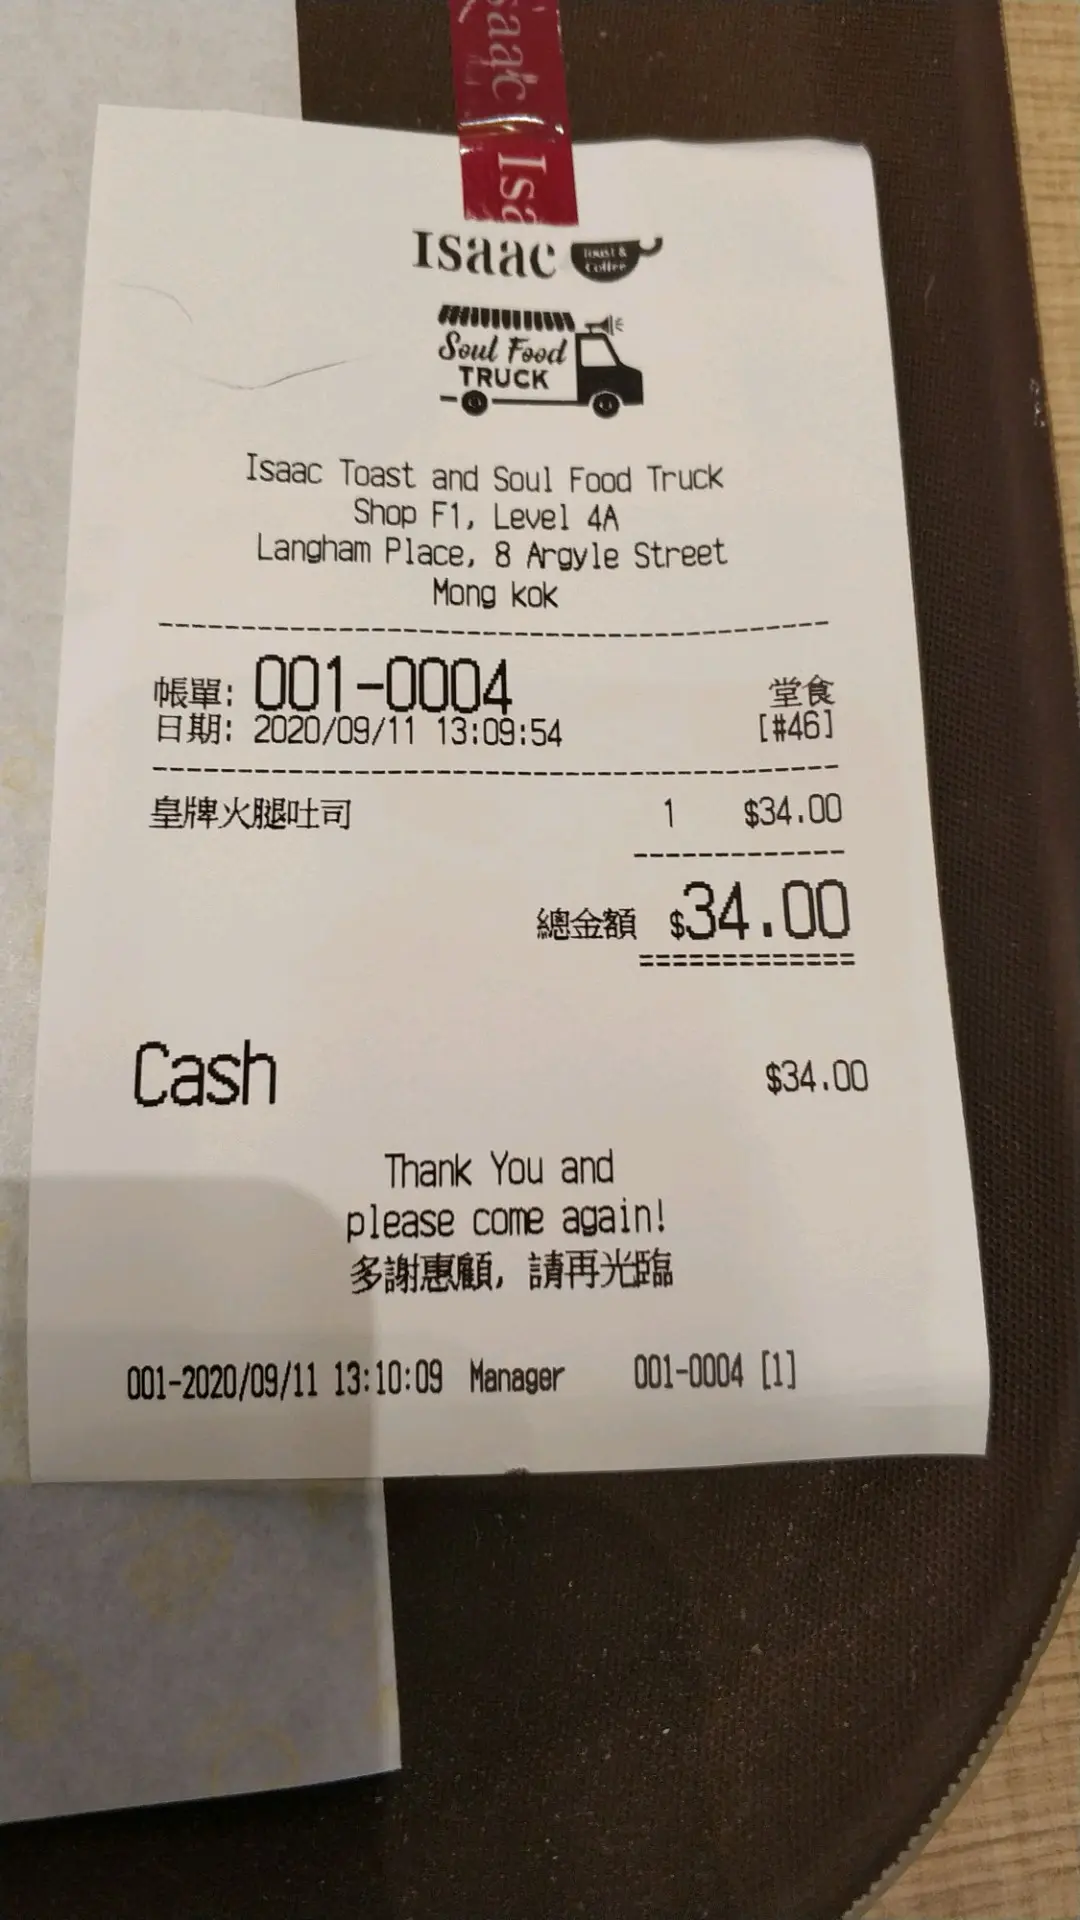 saac Isa
Isaac Toast & Coffee
Soul Food
TRUCK
Isaac Toast and Soul Food Truck
Shop F1, Level 4A
Langham Place, 8 Argyle Street
Mong kok
帳單: 001-0004 堂食
日期: 2020/09/11 13:09:54 [#46]
皇牌火腿吐司 1 $34.00
總金額 $34.00
Cash $34.00
Thank You and
please come again!
多謝惠顧, 請再光臨
001-2020/09/11 13:10:09 Manager 001-0004 [1]